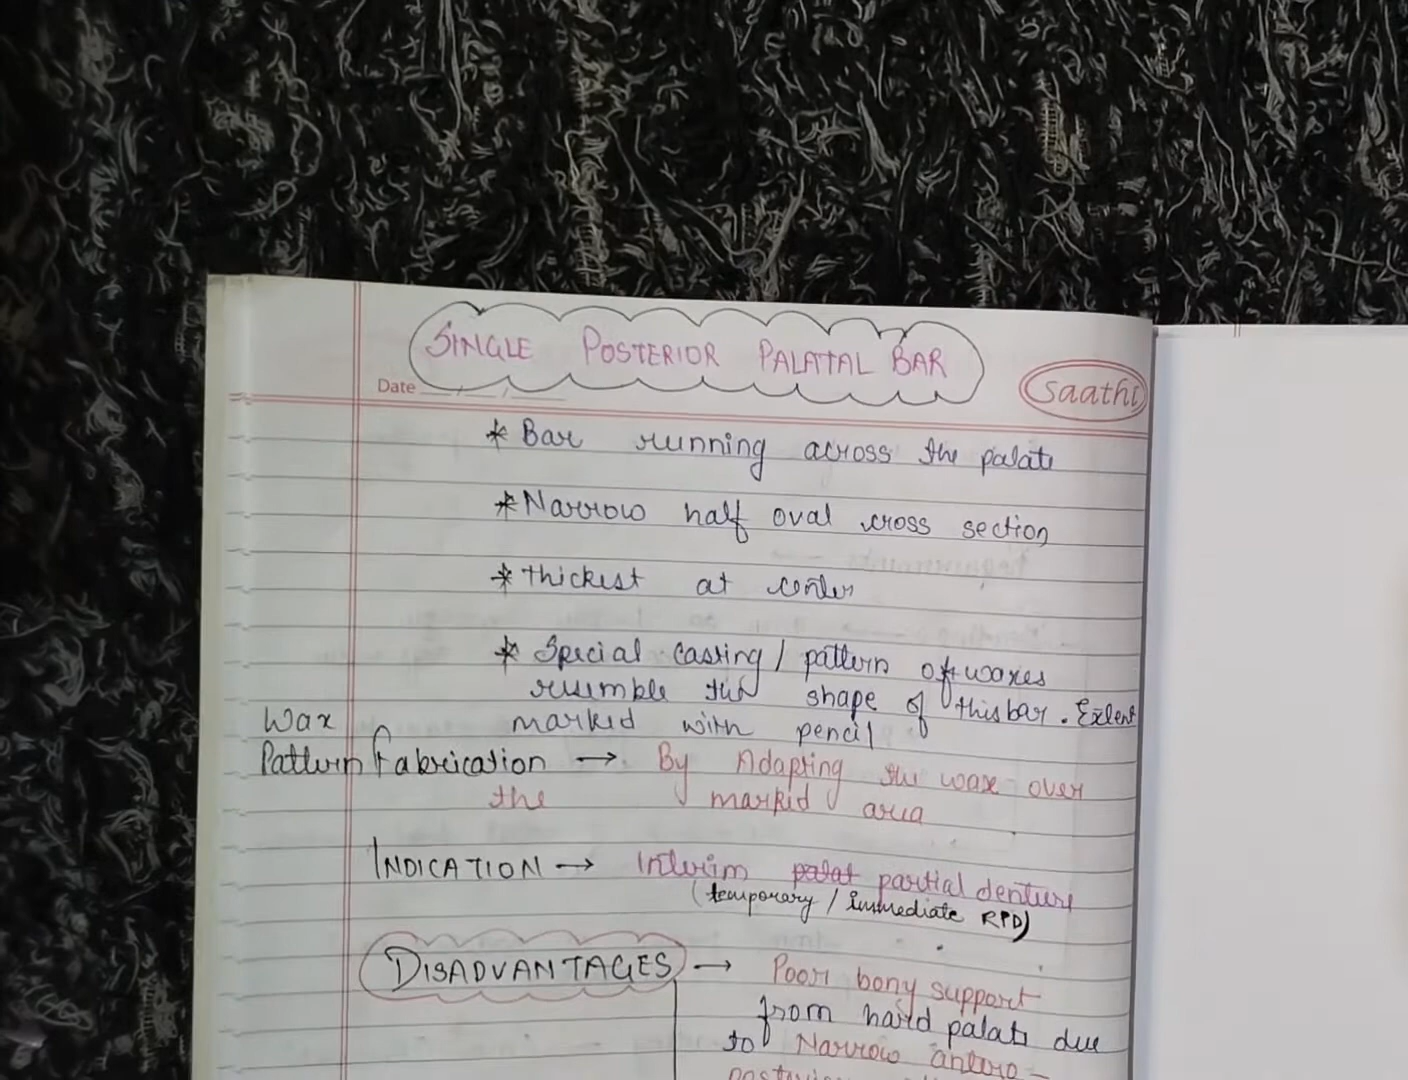 SINGLE POSTERIOR PALATAL BAR
Date
Saathi
* Bar running across the palate
* Narrow half oval cross section
* thickest at center
* Special casting / pattern of waxes
resemble the shape of this bar. Extent
marked with pencil
Wax
Pattern Fabrication → By Adapting the wax over
the marked area
INDICATION → Interim palat partial denture
(temporary / immediate RPD)
DISADVANTAGES → Poor bony support
from hard palate due
to Narrow antero-